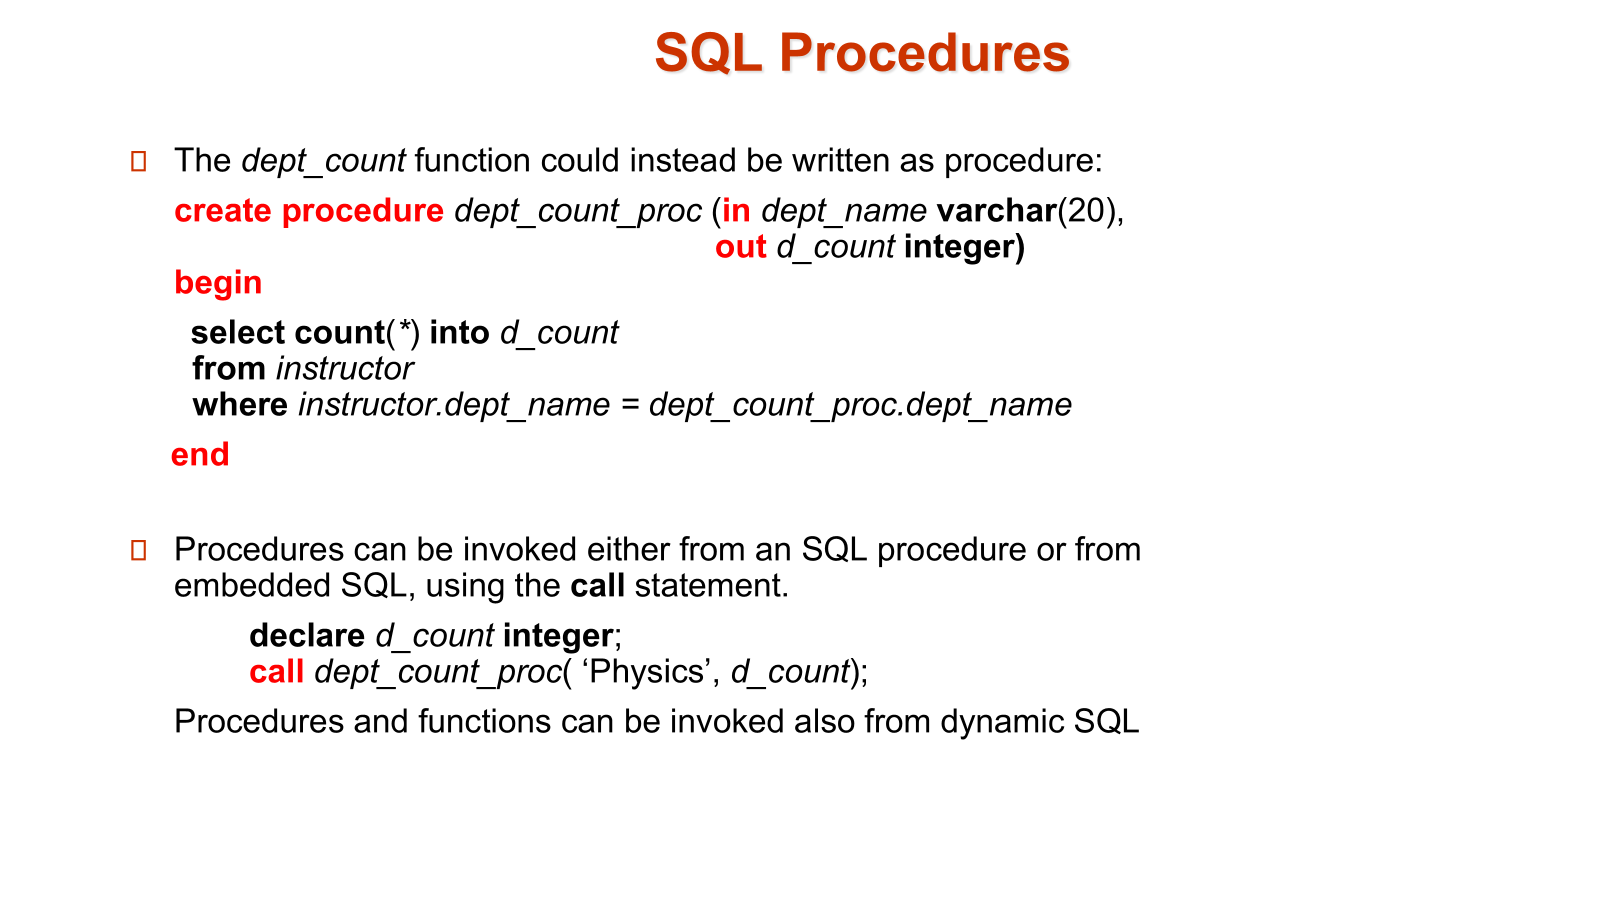 SQL Procedures
The dept_count function could instead be written as procedure:
create procedure dept_count_proc (in dept_name varchar(20),
out d_count integer)
begin
select count(*) into d_count
from instructor
where instructor.dept_name = dept_count_proc.dept_name
end
Procedures can be invoked either from an SQL procedure or from
embedded SQL, using the call statement.
declare d_count integer;
call dept_count_proc( ‘Physics’, d_count);
Procedures and functions can be invoked also from dynamic SQL